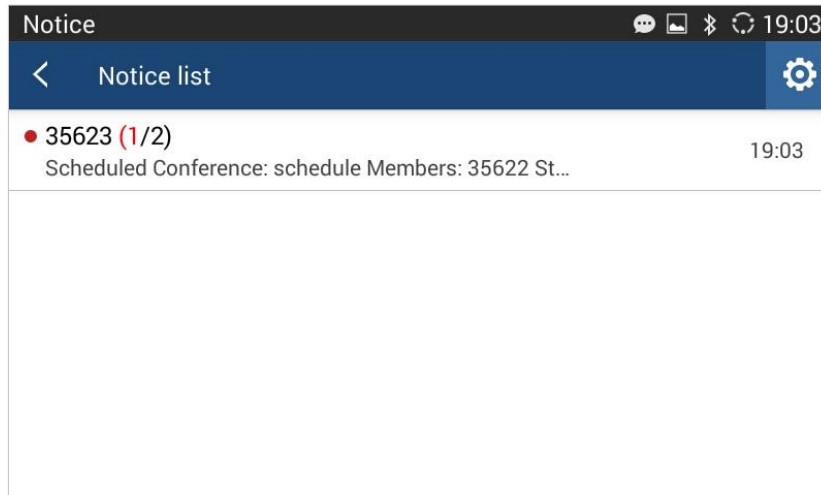 Notice 19:03
Notice list
35623 (1/2)
19:03
Scheduled Conference: schedule Members: 35622 St...